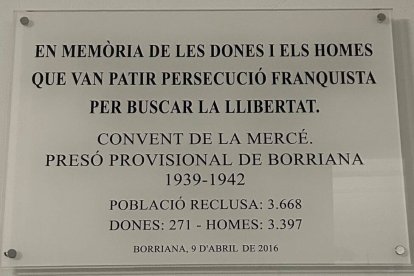 EN MEMÒRIA DE LES DONES I ELS HOMES
QUE VAN PATIR PERSECUCIÓ FRANQUISTA
PER BUSCAR LA LLIBERTAT.
CONVENT DE LA MERCÉ.
PRESÓ PROVISIONAL DE BORRIANA
1939-1942
POBLACIÓ RECLUSA: 3.668
DONES: 271 - HOMES: 3.397
BORRIANA, 9 D'ABRIL DE 2016